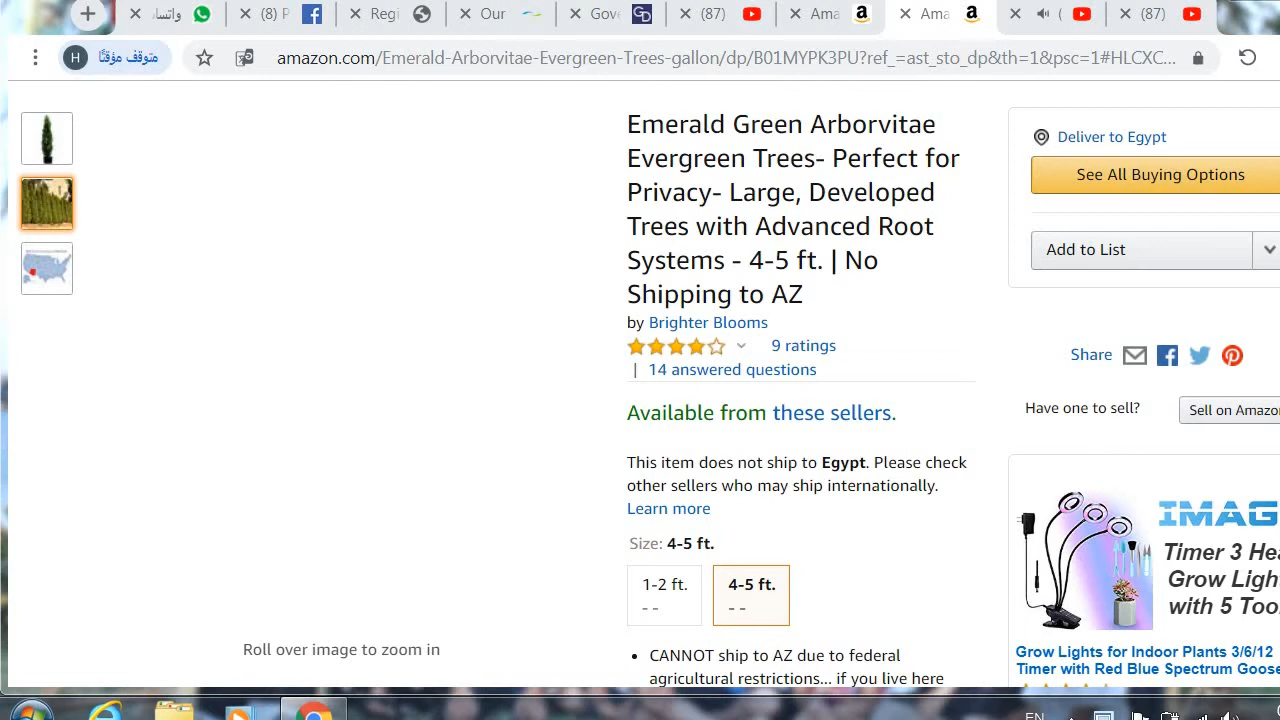 واتسا
(8) P
Regi
Our
Gove
GD
(87)
Ama
Ama
(
(87)
H
متوقف مؤقتًا
amazon.com/Emerald-Arborvitae-Evergreen-Trees-gallon/dp/B01MYPK3PU?ref_=ast_sto_dp&th=1&psc=1#HLCXC...
Emerald Green Arborvitae
Evergreen Trees- Perfect for
Privacy- Large, Developed
Trees with Advanced Root
Systems - 4-5 ft. | No
Shipping to AZ
by Brighter Blooms
9 ratings
| 14 answered questions
Available from these sellers.
This item does not ship to Egypt. Please check
other sellers who may ship internationally.
Learn more
Size: 4-5 ft.
1-2 ft.
- -
4-5 ft.
- -
• CANNOT ship to AZ due to federal
agricultural restrictions... if you live here
Roll over image to zoom in
Deliver to Egypt
See All Buying Options
Add to List
Share
Have one to sell?
Sell on Amazo
IMAG
Timer 3 Hea
Grow Ligh
with 5 Too
Grow Lights for Indoor Plants 3/6/12
Timer with Red Blue Spectrum Goose
EN